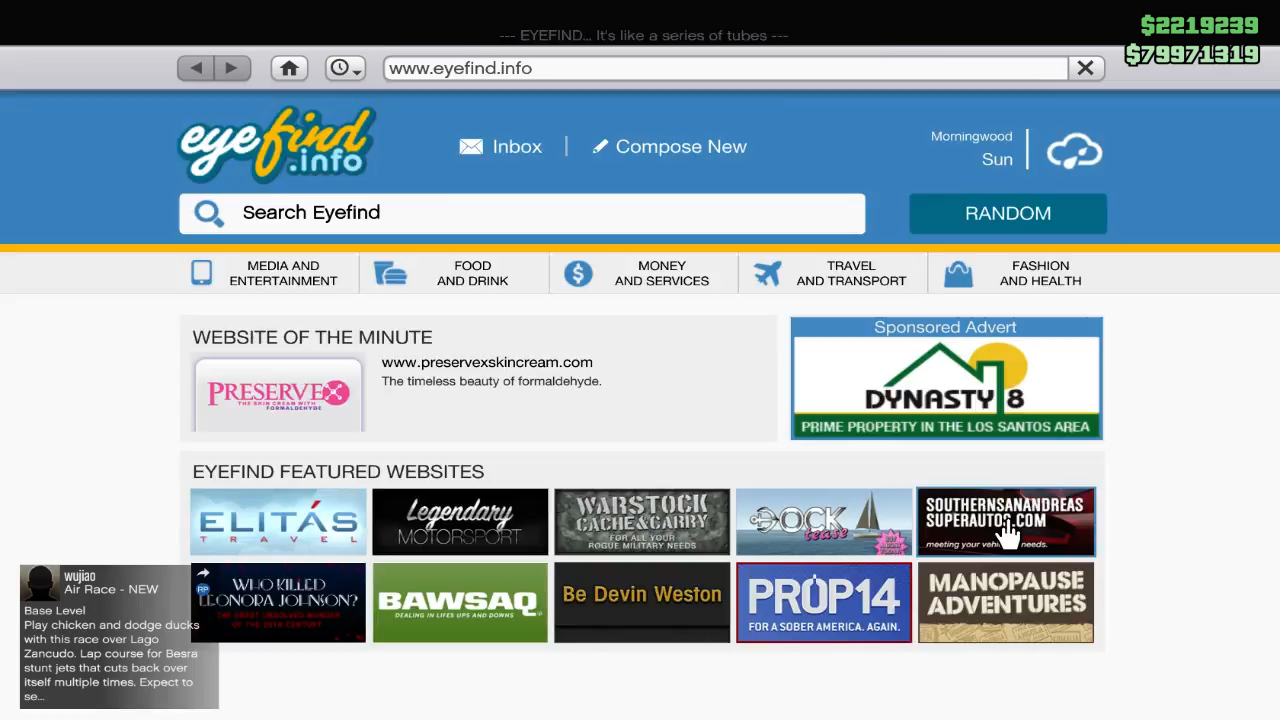 --- EYEFIND... It's like a series of tubes ---
$2219239
$79971319
www.eyefind.info
eyefind
.info
Inbox
Compose New
Morningwood
Sun
Search Eyefind
RANDOM
MEDIA AND
ENTERTAINMENT
FOOD
AND DRINK
MONEY
AND SERVICES
TRAVEL
AND TRANSPORT
FASHION
AND HEALTH
WEBSITE OF THE MINUTE
PRESERVEX
THE SKIN CREAM WITH
FORMALDEHYDE
www.preservexskincream.com
The timeless beauty of formaldehyde.
Sponsored Advert
DYNASTY 8
PRIME PROPERTY IN THE LOS SANTOS AREA
EYEFIND FEATURED WEBSITES
ELITÁS
TRAVEL
Legendary
MOTORSPORT
WARSTOCK
CACHE&CARRY
FOR ALL YOUR
ROGUE MILITARY NEEDS
DOCK
tease
SOUTHERNSANANDREAS
SUPERAUTOS.COM
meeting your vehicle needs.
RP
WHO KILLED
LEONORA JOHNSON?
BAWSAQ
DEALING IN LIFES UPS AND DOWNS
Be Devin Weston
PROP14
FOR A SOBER AMERICA. AGAIN.
MANOPAUSE
ADVENTURES
wujiao
Air Race - NEW
Base Level
Play chicken and dodge ducks
with this race over Lago
Zancudo. Lap course for Besra
stunt jets that cuts back over
itself multiple times. Expect to
se...